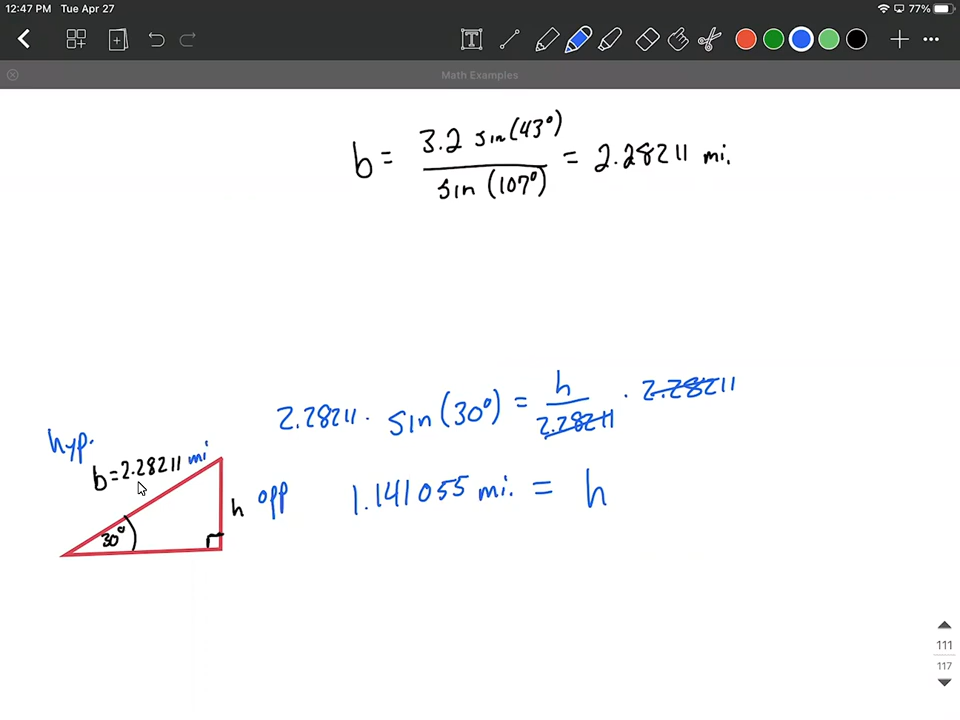 12:47 PM Tue Apr 27
77%
T
Math Examples
b = 3.2 sin(43°) / sin(107°) = 2.28211 mi.
2.28211 · sin(30°) = h / 2.28211 · 2.28211
hyp.
b = 2.28211 mi
30°
h opp
1.141055 mi. = h
111
117